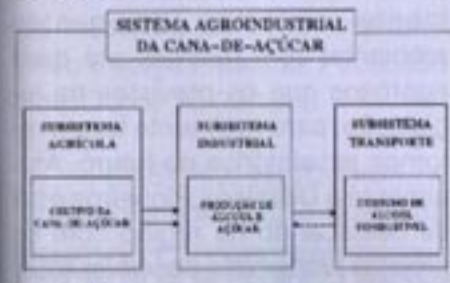 SISTEMA AGROINDUSTRIAL
DA CANA-DE-AÇÚCAR
SUBSISTEMA
AGRÍCOLA
CULTIVO DA
CANA-DE-AÇÚCAR
SUBSISTEMA
INDUSTRIAL
PRODUÇÃO DE
ÁLCOOL E
AÇÚCAR
SUBSISTEMA
TRANSPORTE
CONSUMO DE
ÁLCOOL
COMBUSTÍVEL